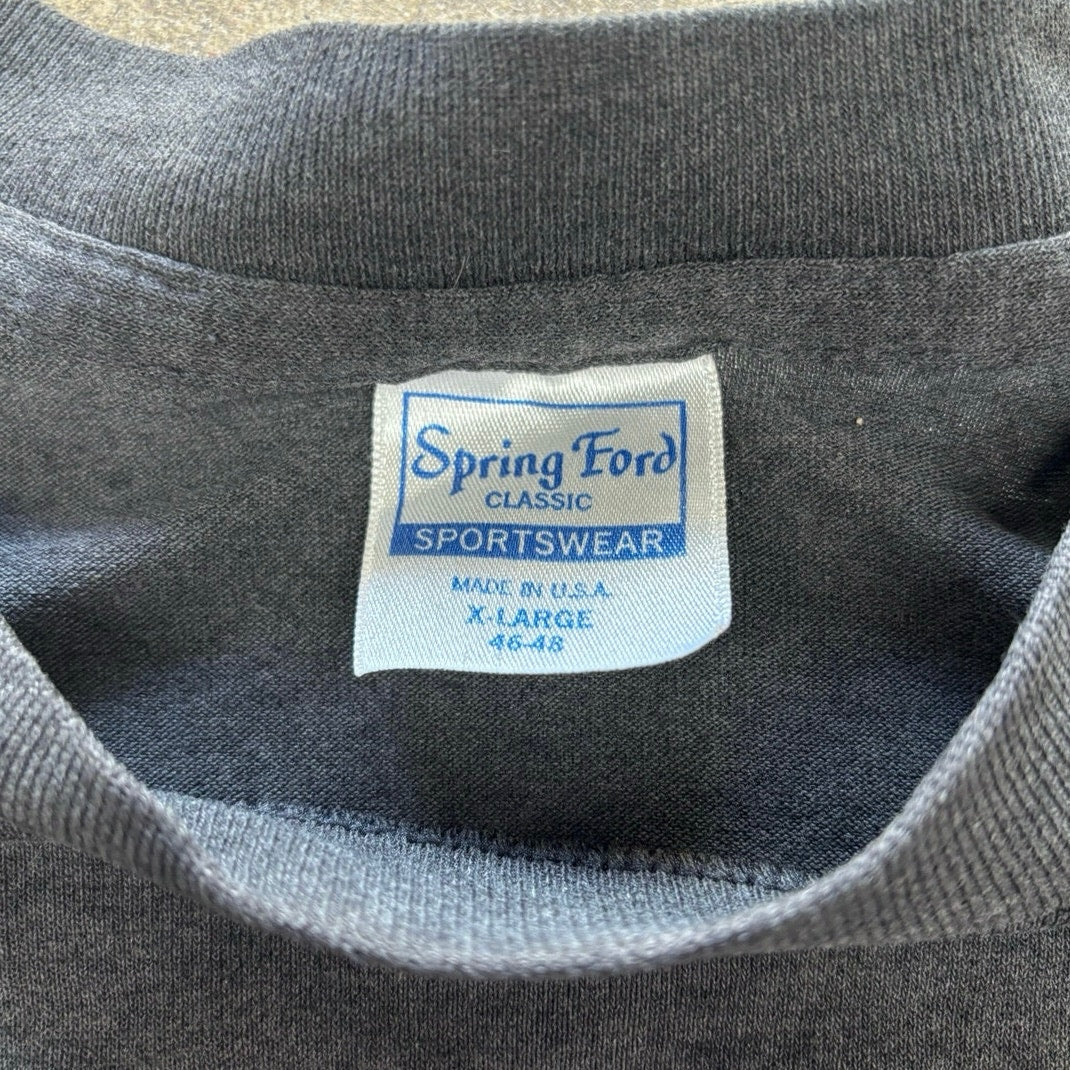 Spring Ford
CLASSIC
SPORTSWEAR
MADE IN U.S.A.
X-LARGE
46-48